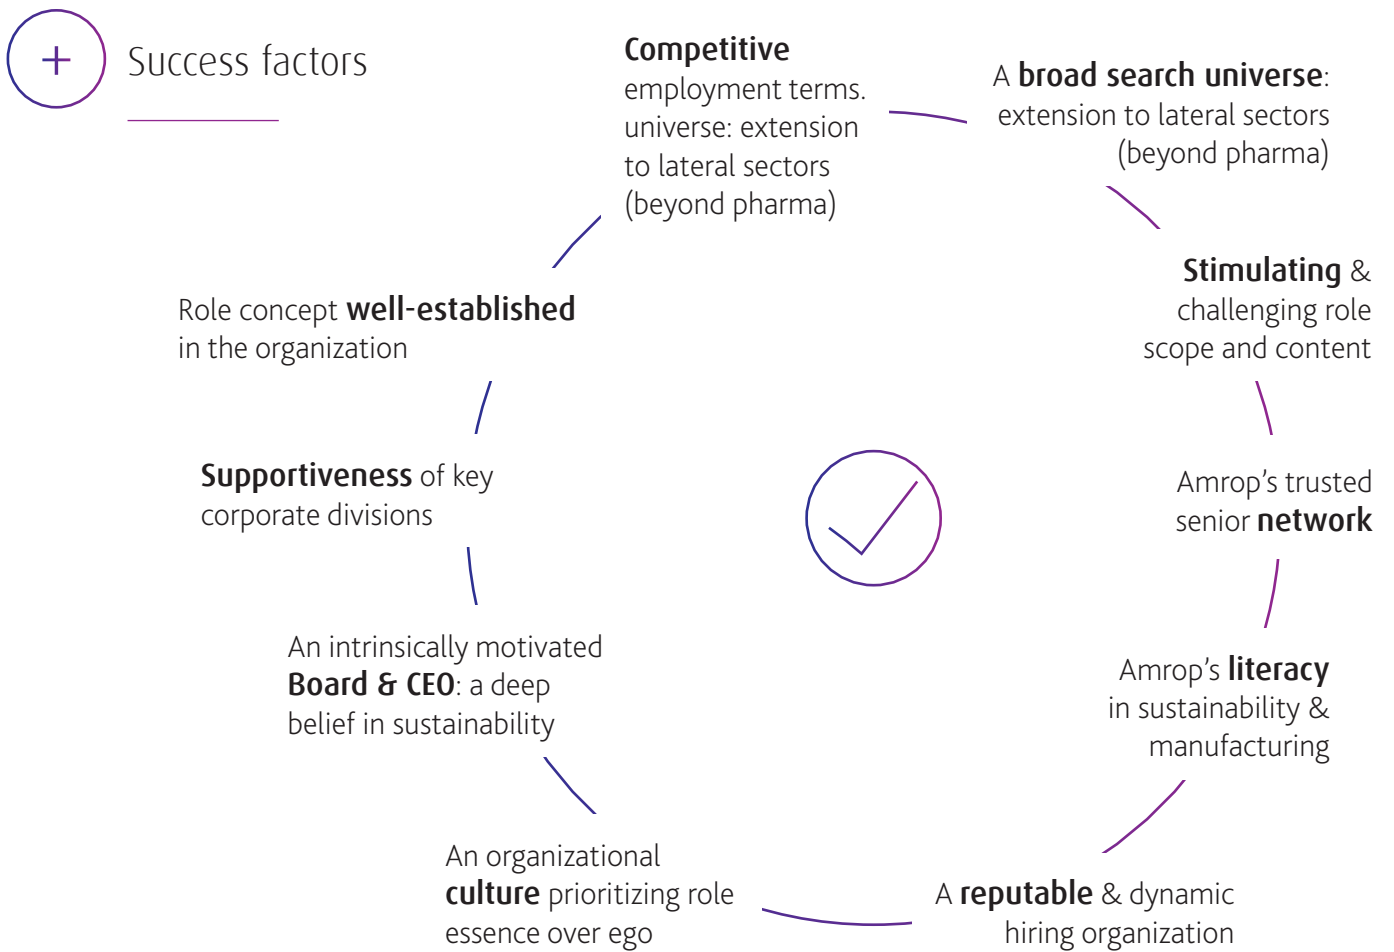 +
Success factors
Competitive
employment terms.
universe: extension
to lateral sectors
(beyond pharma)
A broad search universe:
extension to lateral sectors
(beyond pharma)
Stimulating &
challenging role
scope and content
Amrop’s trusted
senior network
Amrop’s literacy
in sustainability &
manufacturing
A reputable & dynamic
hiring organization
An organizational
culture prioritizing role
essence over ego
An intrinsically motivated
Board & CEO: a deep
belief in sustainability
Supportiveness of key
corporate divisions
Role concept well-established
in the organization